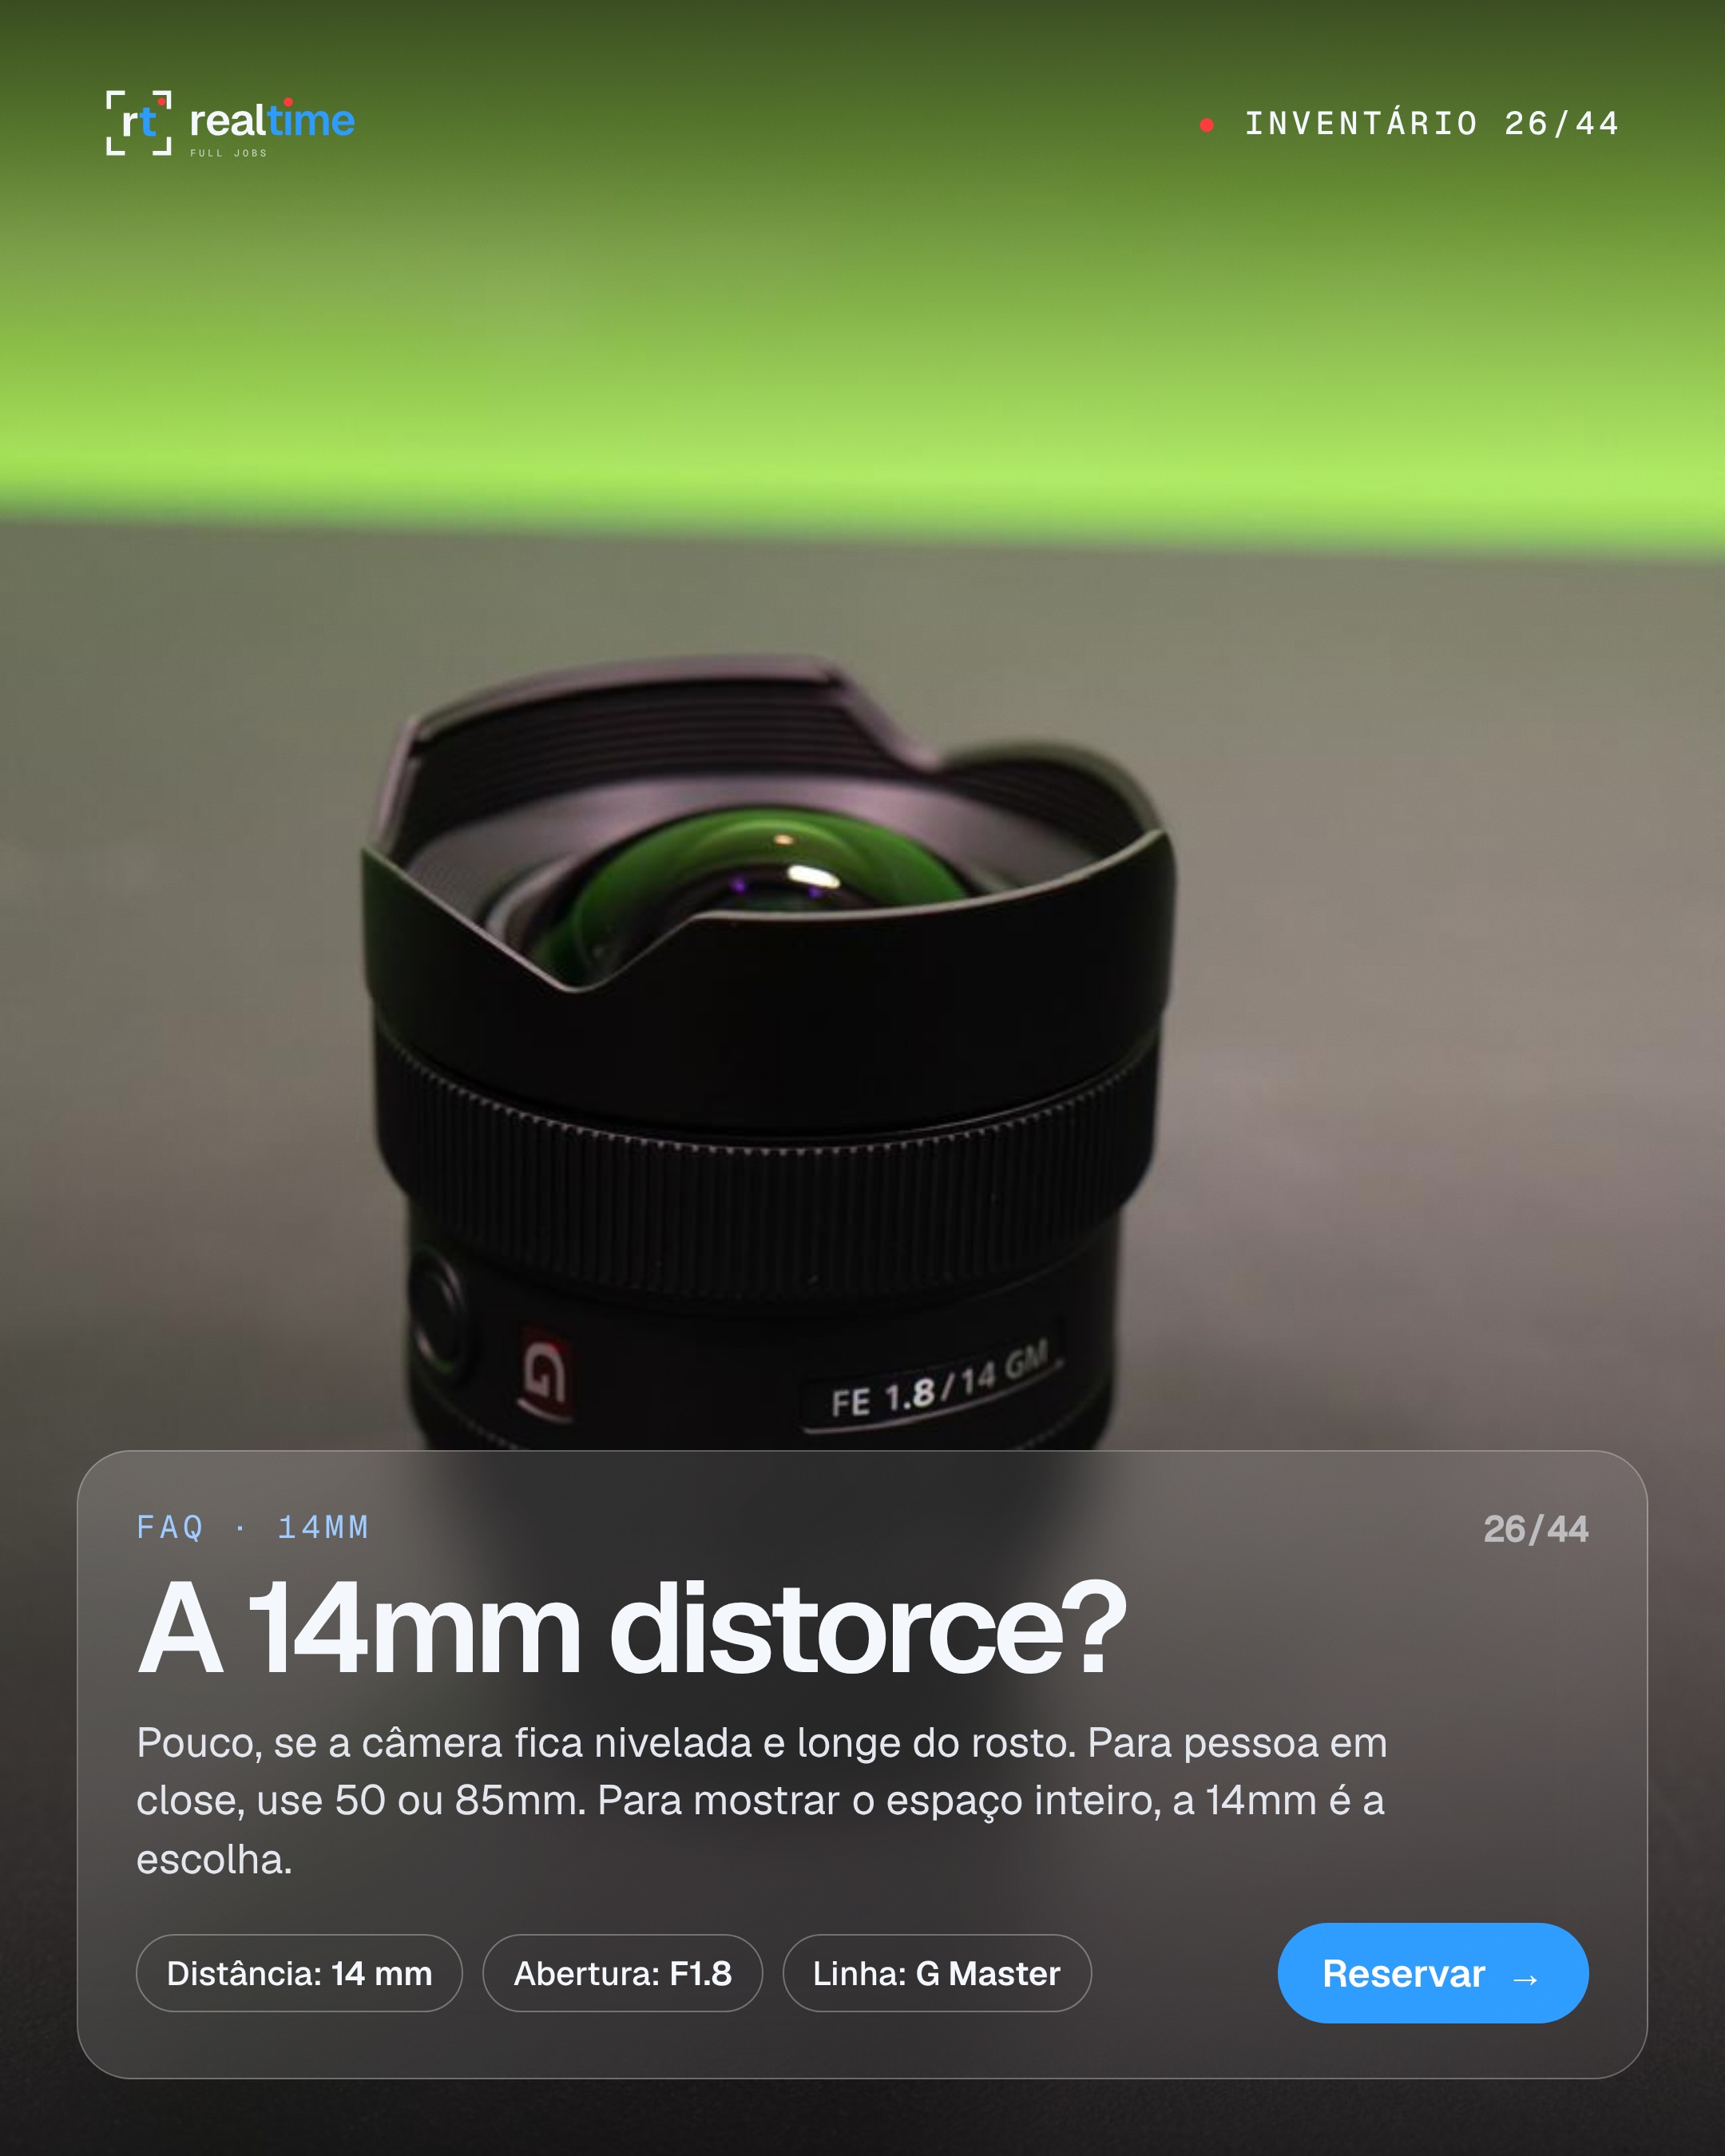 rt realtime
FULL JOBS
INVENTÁRIO 26/44
G
FE 1.8/14 GM
FAQ · 14MM
26/44
A 14mm distorce?
Pouco, se a câmera fica nivelada e longe do rosto. Para pessoa em
close, use 50 ou 85mm. Para mostrar o espaço inteiro, a 14mm é a
escolha.
Distância: 14 mm
Abertura: F1.8
Linha: G Master
Reservar →